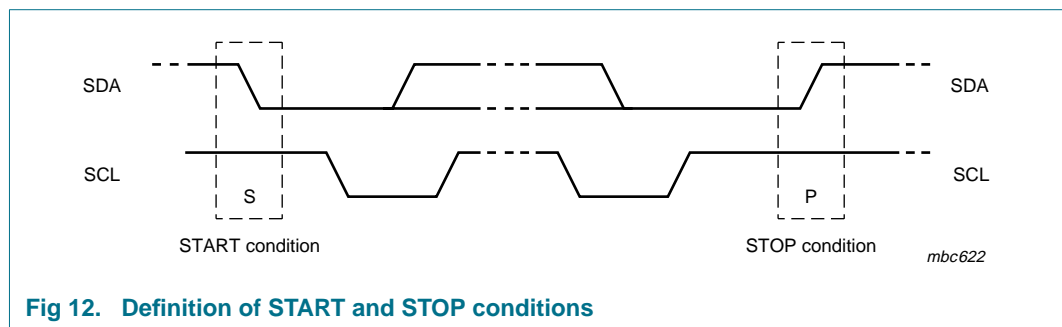 SDA
SDA
SCL
SCL
S
P
START condition
STOP condition
mbc622
Fig 12. Definition of START and STOP conditions